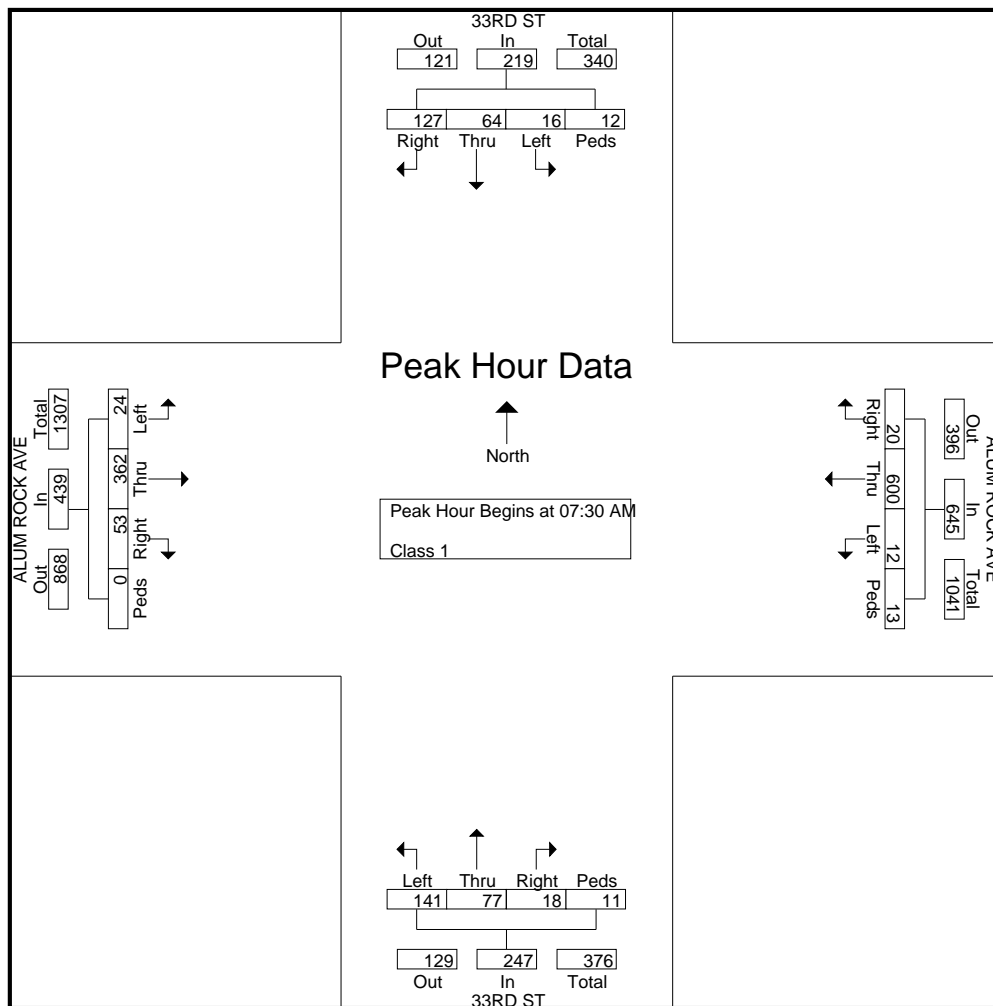 33RD ST
Out In Total
121 219 340
127 64 16 12
Right Thru Left Peds
Peak Hour Data
North
Peak Hour Begins at 07:30 AM
Class 1
ALUM ROCK AVE
Out In Total
868 439 1307
0 53 362 24
Peds Right Thru Left
ALUM ROCK AVE
Out In Total
396 645 1041
20 600 12 13
Right Thru Left Peds
Left Thru Right Peds
141 77 18 11
129 247 376
Out In Total
33RD ST